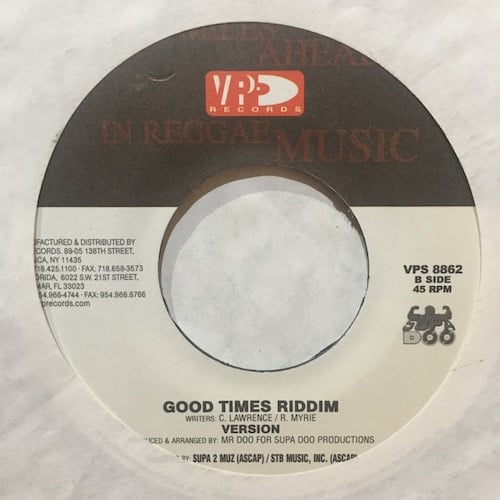 MILES AHEAD
VP
RECORDS
IN REGGAE MUSIC
UFACTURED & DISTRIBUTED BY
ECORDS. 89-05 138TH STREET,
ICA, NY 11435
718.425.1100 · FAX: 718.658-3573
ORIDA, 6022 S.W. 21ST STREET,
MAR, FL 33023
954.966-4744 / FAX: 954.966.8766
precords.com
VPS 8862
B SIDE
45 RPM
DOO
GOOD TIMES RIDDIM
WRITERS: C. LAWRENCE / R. MYRIE
VERSION
DUCED & ARRANGED BY: MR DOO FOR SUPA DOO PRODUCTIONS
BY: SUPA 2 MUZ (ASCAP) / STB MUSIC, INC. (ASCAP)